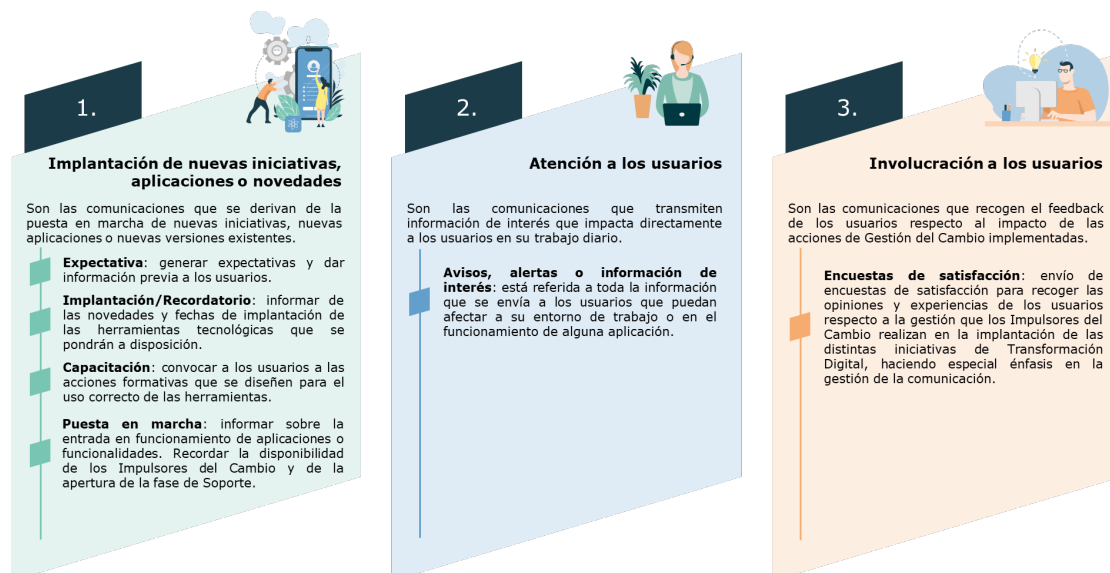 1.
Implantación de nuevas iniciativas,
aplicaciones o novedades
Son las comunicaciones que se derivan de la
puesta en marcha de nuevas iniciativas, nuevas
aplicaciones o nuevas versiones existentes.
Expectativa: generar expectativas y dar
información previa a los usuarios.
Implantación/Recordatorio: informar de
las novedades y fechas de implantación de
las herramientas tecnológicas que se
pondrán a disposición.
Capacitación: convocar a los usuarios a las
acciones formativas que se diseñen para el
uso correcto de las herramientas.
Puesta en marcha: informar sobre la
entrada en funcionamiento de aplicaciones o
funcionalidades. Recordar la disponibilidad
de los Impulsores del Cambio y de la
apertura de la fase de Soporte.
2.
Atención a los usuarios
Son las comunicaciones que transmiten
información de interés que impacta directamente
a los usuarios en su trabajo diario.
Avisos, alertas o información de
interés: está referida a toda la información
que se envía a los usuarios que puedan
afectar a su entorno de trabajo o en el
funcionamiento de alguna aplicación.
3.
Involucración a los usuarios
Son las comunicaciones que recogen el feedback
de los usuarios respecto al impacto de las
acciones de Gestión del Cambio implementadas.
Encuestas de satisfacción: envío de
encuestas de satisfacción para recoger las
opiniones y experiencias de los usuarios
respecto a la gestión que los Impulsores del
Cambio realizan en la implantación de las
distintas iniciativas de Transformación
Digital, haciendo especial énfasis en la
gestión de la comunicación.